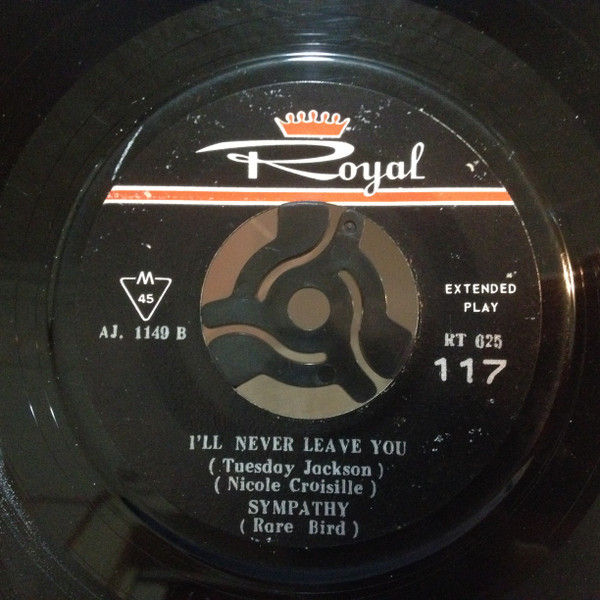 Royal
M
45
AJ. 1149 B
EXTENDED
PLAY
RT 025
117
I'LL NEVER LEAVE YOU
( Tuesday Jackson )
( Nicole Croisille )
SYMPATHY
( Rare Bird )